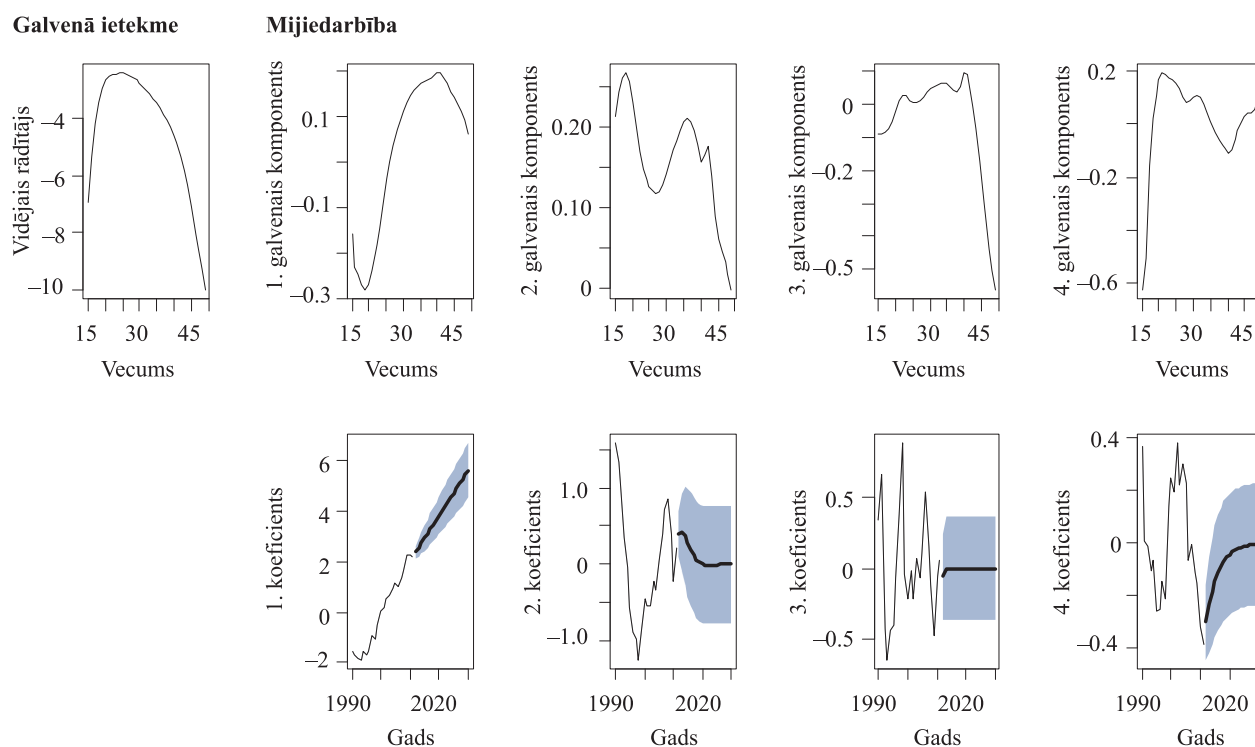 Galvenā ietekme
Mijiedarbība
Vidējais rādītājs
−4
−6
−8
−10
15 30 45
Vecums
1. galvenais komponents
0.1
−0.1
−0.3
15 30 45
Vecums
2. galvenais komponents
0.20
0.10
0
15 30 45
Vecums
3. galvenais komponents
0
−0.2
−0.5
15 30 45
Vecums
4. galvenais komponents
0.2
−0.2
−0.6
15 30 45
Vecums
1. koeficients
6
4
2
0
−2
1990 2020
Gads
2. koeficients
1.0
0
−1.0
1990 2020
Gads
3. koeficients
0.5
0
−0.5
1990 2020
Gads
4. koeficients
0.4
0
−0.4
1990 2020
Gads